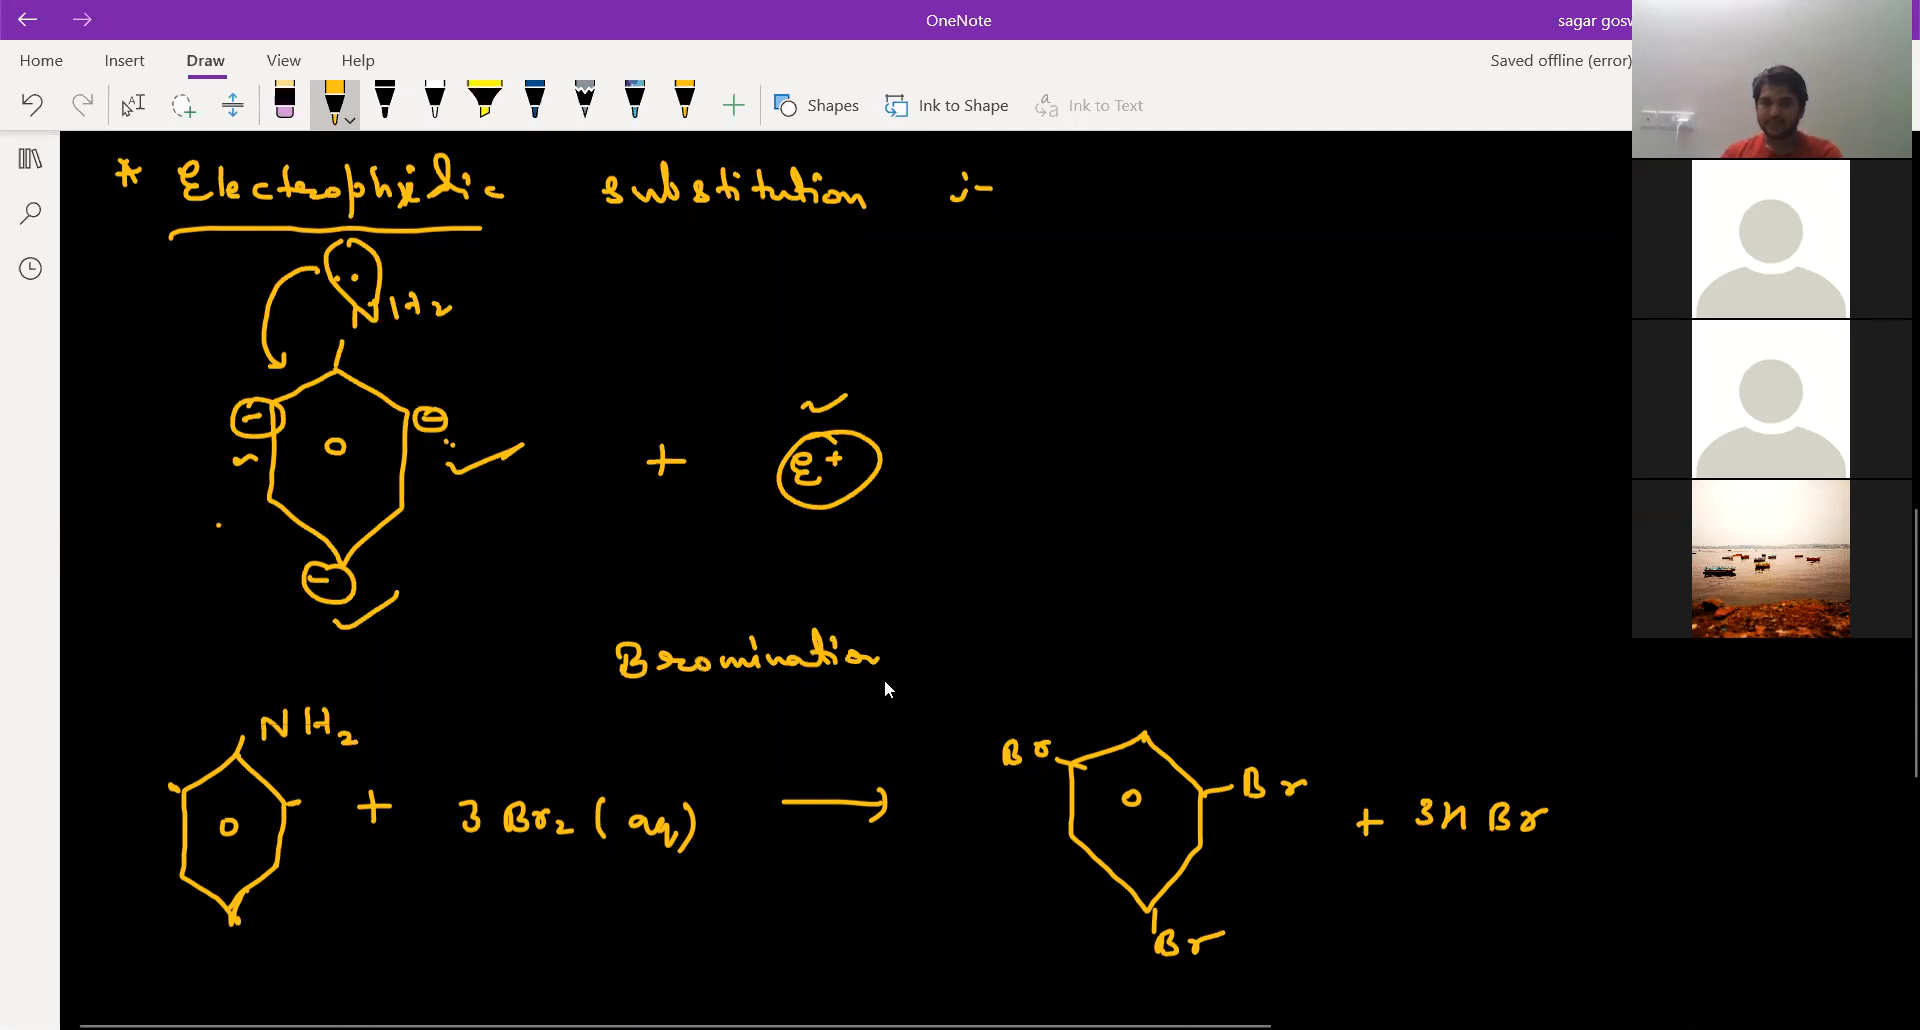 OneNote
sagar gosw
Home Insert Draw View Help
Saved offline (error)
Shapes Ink to Shape Ink to Text
* Electrophilic substitution :-
NH2
+ E+
Bromination
NH2
+ 3 Br2 (aq) →
Br
Br
Br
+ 3HBr